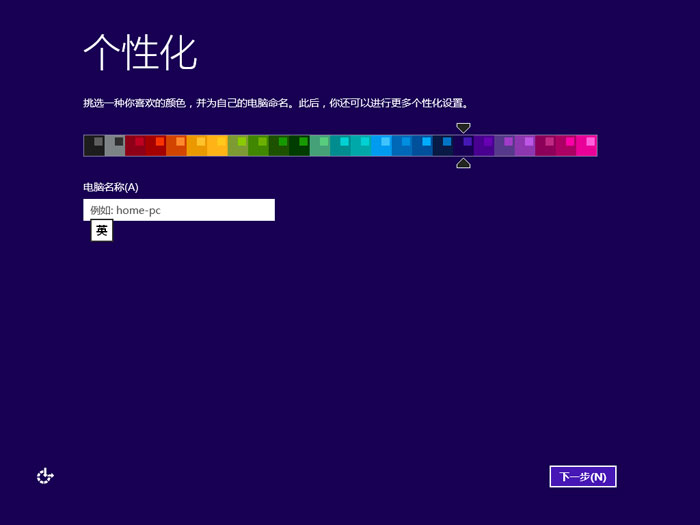 个性化
挑选一种你喜欢的颜色，并为自己的电脑命名。此后，你还可以进行更多个性化设置。
电脑名称(A)
例如: home-pc
英
下一步(N)